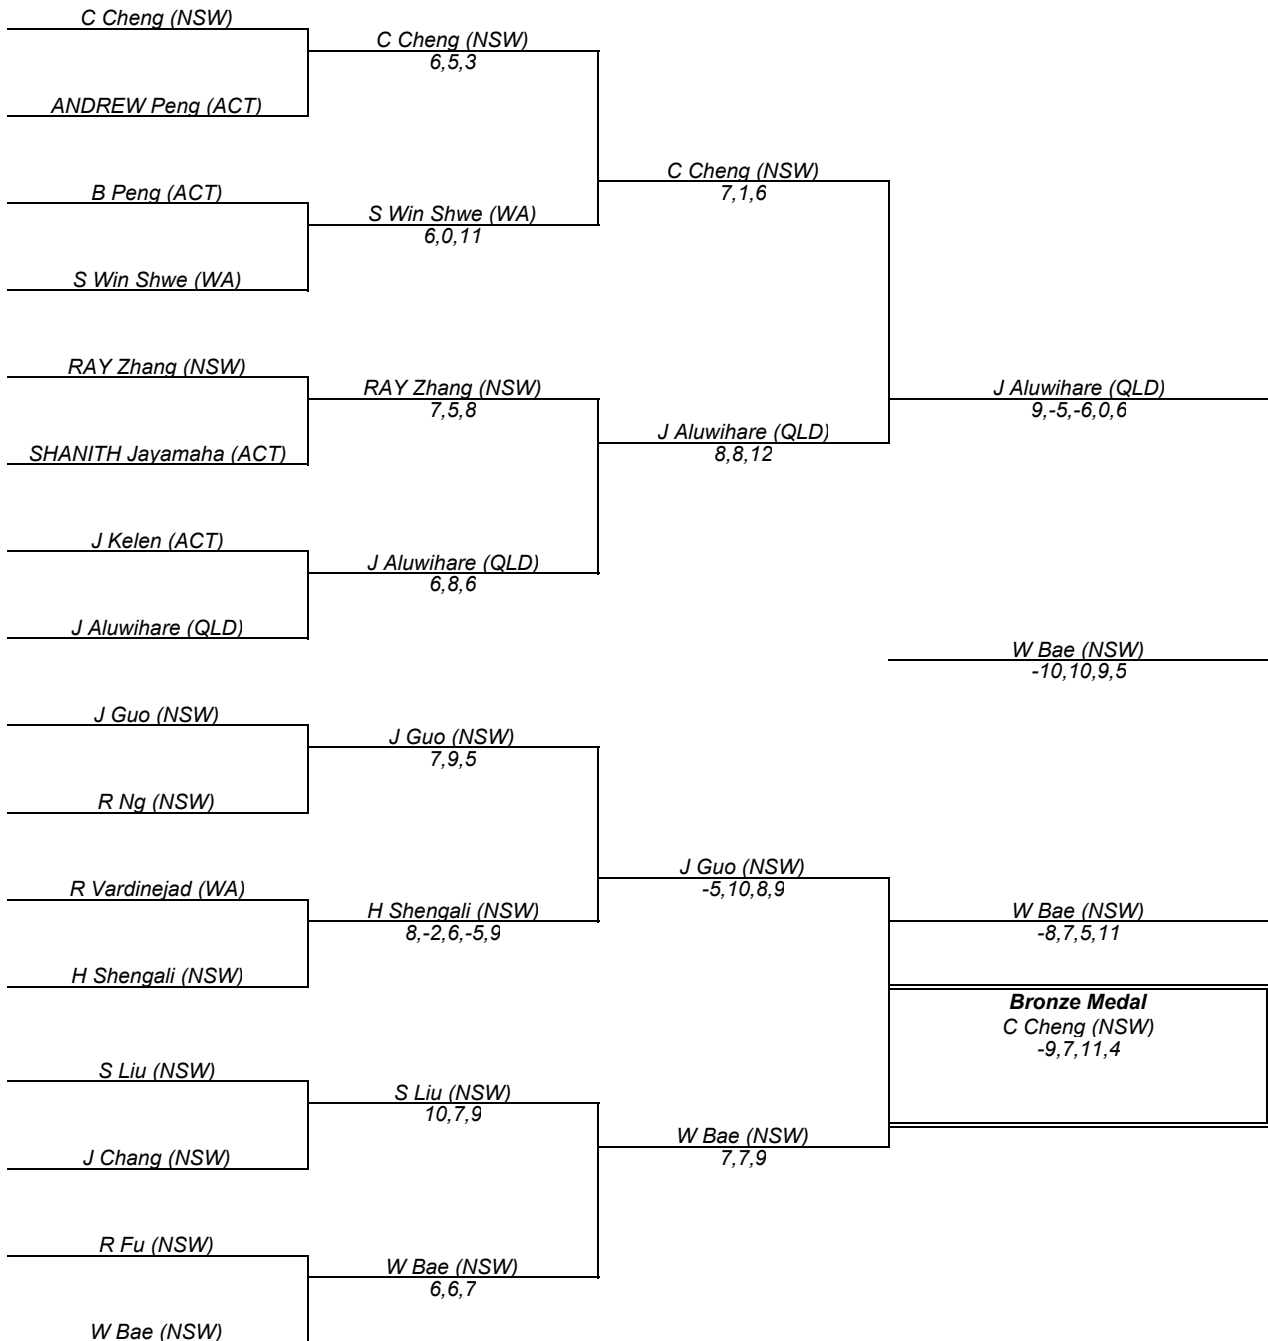 C Cheng (NSW)
C Cheng (NSW)
6,5,3
ANDREW Peng (ACT)
C Cheng (NSW)
7,1,6
B Peng (ACT)
S Win Shwe (WA)
6,0,11
S Win Shwe (WA)
RAY Zhang (NSW)
RAY Zhang (NSW)
7,5,8
J Aluwihare (QLD)
9,-5,-6,0,6
J Aluwihare (QLD)
8,8,12
SHANITH Jayamaha (ACT)
J Kelen (ACT)
J Aluwihare (QLD)
6,8,6
J Aluwihare (QLD)
W Bae (NSW)
-10,10,9,5
J Guo (NSW)
J Guo (NSW)
7,9,5
R Ng (NSW)
J Guo (NSW)
-5,10,8,9
R Vardinejad (WA)
H Shengali (NSW)
8,-2,6,-5,9
W Bae (NSW)
-8,7,5,11
H Shengali (NSW)
Bronze Medal
C Cheng (NSW)
-9,7,11,4
S Liu (NSW)
S Liu (NSW)
10,7,9
W Bae (NSW)
7,7,9
J Chang (NSW)
R Fu (NSW)
W Bae (NSW)
6,6,7
W Bae (NSW)